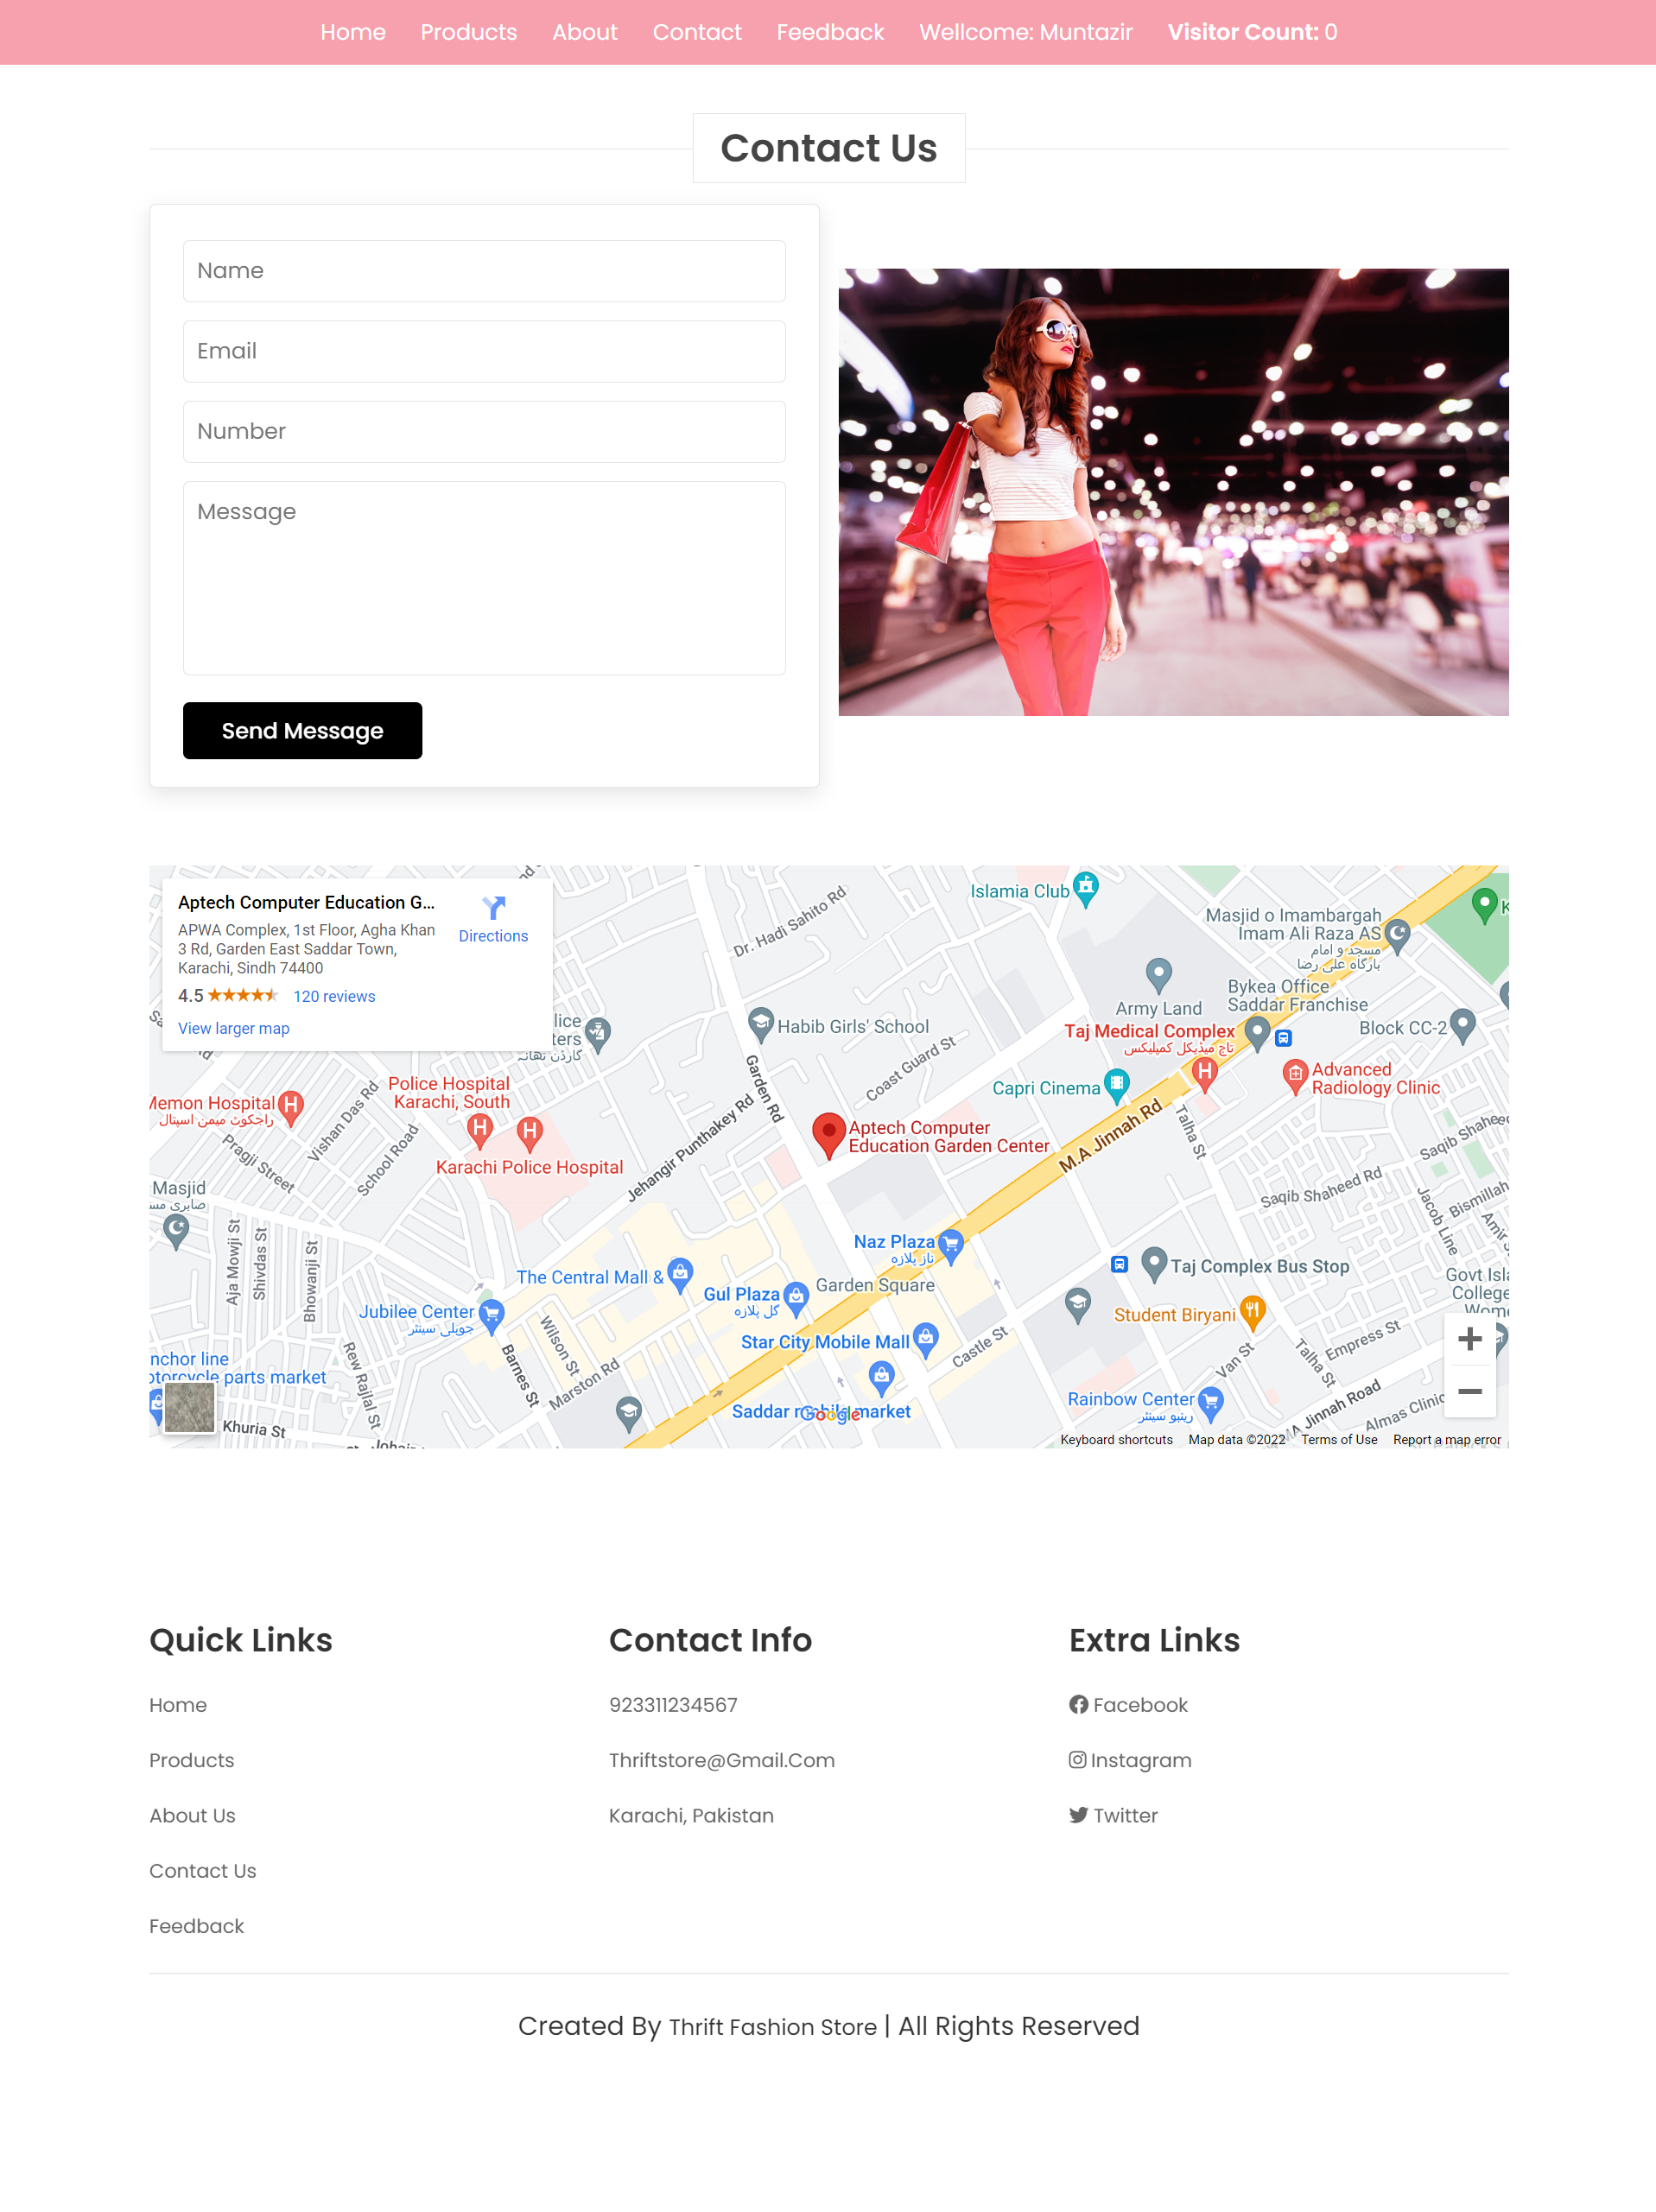 Home Products About Contact Feedback Wellcome: Muntazir Visitor Count: 0
Contact Us
Name
Email
Number
Message
Send Message
Aptech Computer Education G...
Directions
APWA Complex, 1st Floor, Agha Khan
3 Rd, Garden East Saddar Town,
Karachi, Sindh 74400
4.5 120 reviews
View larger map
Islamia Club
Dr. Hadi Sahito Rd
Masjid o Imambargah
Imam Ali Raza AS
مسجد و امام
بارگاہ علی رضا
Army Land
Bykea Office
Saddar Franchise
Block CC-2
Habib Girls' School
Taj Medical Complex
تاج میڈیکل کمپلیکس
Coast Guard St
Garden Rd
Capri Cinema
Advanced
Radiology Clinic
Police Hospital
Karachi, South
Memon Hospital
راجکوٹ میمن اسپتال
Vishan Das Rd
Pragji Street
School Road
Karachi Police Hospital
Jehangir Punthakey Rd
Aptech Computer
Education Garden Center
M.A Jinnah Rd
Talha St
Saqib Shaheed Rd
Saqib Shaheed Rd
Jacob Line
Bismillah
Masjid
Aja Mowji St
Shivdas St
Bhowanji St
Naz Plaza
ناز پلازہ
Garden Square
Taj Complex Bus Stop
The Central Mall &
Gul Plaza
گل پلازہ
Jubilee Center
جوبلی سینٹر
Student Biryani
Star City Mobile Mall
Castle St
Wilson St
Barnes St
Marston Rd
Rew Rajlal St
Van St
Talha St
Empress St
nchor line
otorcycle parts market
Khuria St
Saddar mobile market
Google
Rainbow Center
رینبو سینٹر
MA Jinnah Road
Almas Clinic
Keyboard shortcuts Map data ©2022 Terms of Use Report a map error
Quick Links
Home
Products
About Us
Contact Us
Feedback
Contact Info
923311234567
Thriftstore@Gmail.Com
Karachi, Pakistan
Extra Links
Facebook
Instagram
Twitter
Created By Thrift Fashion Store | All Rights Reserved